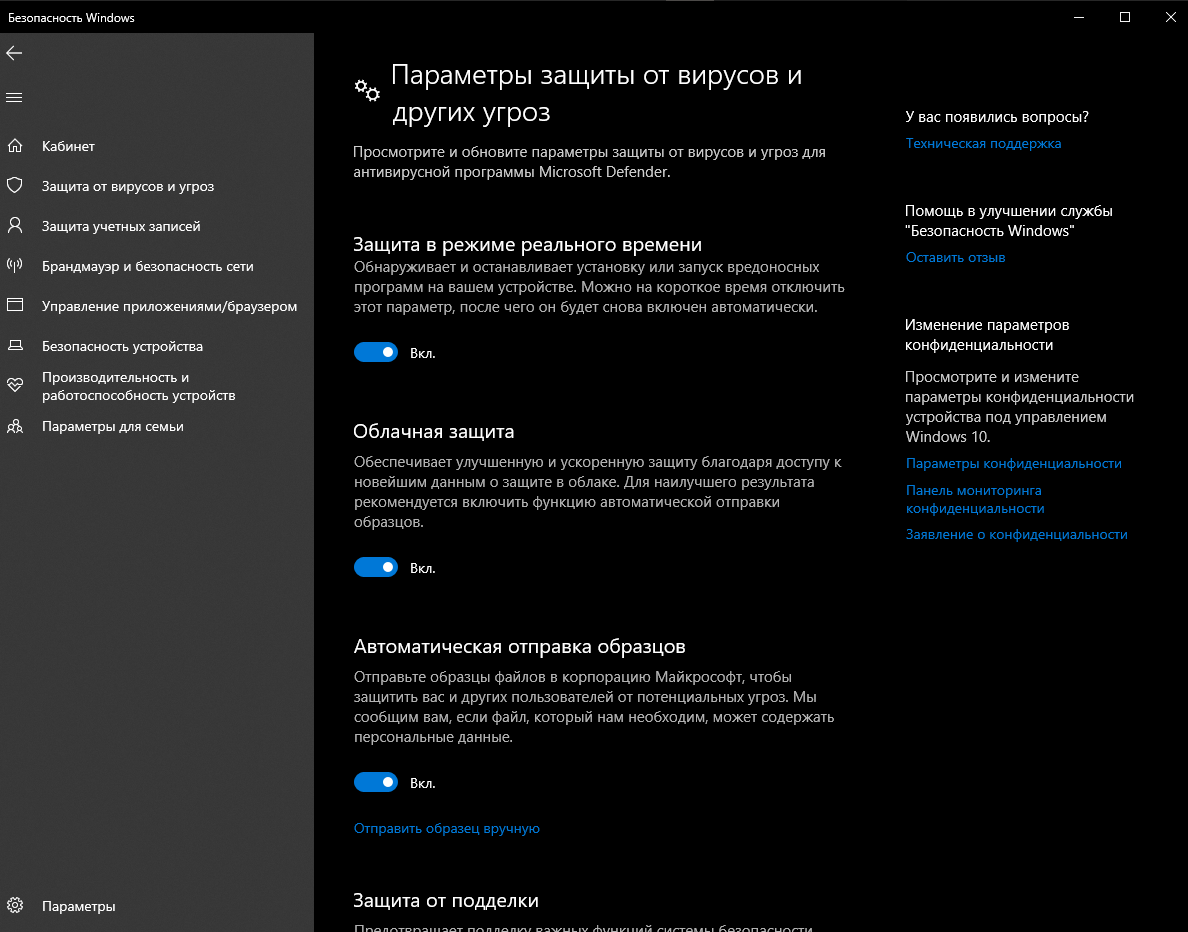 Безопасность Windows
Кабинет
Защита от вирусов и угроз
Защита учетных записей
Брандмауэр и безопасность сети
Управление приложениями/браузером
Безопасность устройства
Производительность и
работоспособность устройств
Параметры для семьи
Параметры
Параметры защиты от вирусов и
других угроз
Просмотрите и обновите параметры защиты от вирусов и угроз для
антивирусной программы Microsoft Defender.
Защита в режиме реального времени
Обнаруживает и останавливает установку или запуск вредоносных
программ на вашем устройстве. Можно на короткое время отключить
этот параметр, после чего он будет снова включен автоматически.
Вкл.
Облачная защита
Обеспечивает улучшенную и ускоренную защиту благодаря доступу к
новейшим данным о защите в облаке. Для наилучшего результата
рекомендуется включить функцию автоматической отправки
образцов.
Вкл.
Автоматическая отправка образцов
Отправьте образцы файлов в корпорацию Майкрософт, чтобы
защитить вас и других пользователей от потенциальных угроз. Мы
сообщим вам, если файл, который нам необходим, может содержать
персональные данные.
Вкл.
Отправить образец вручную
Защита от подделки
Предотвращает подделку важных функций системы безопасности
У вас появились вопросы?
Техническая поддержка
Помощь в улучшении службы
"Безопасность Windows"
Оставить отзыв
Изменение параметров
конфиденциальности
Просмотрите и измените
параметры конфиденциальности
устройства под управлением
Windows 10.
Параметры конфиденциальности
Панель мониторинга
конфиденциальности
Заявление о конфиденциальности